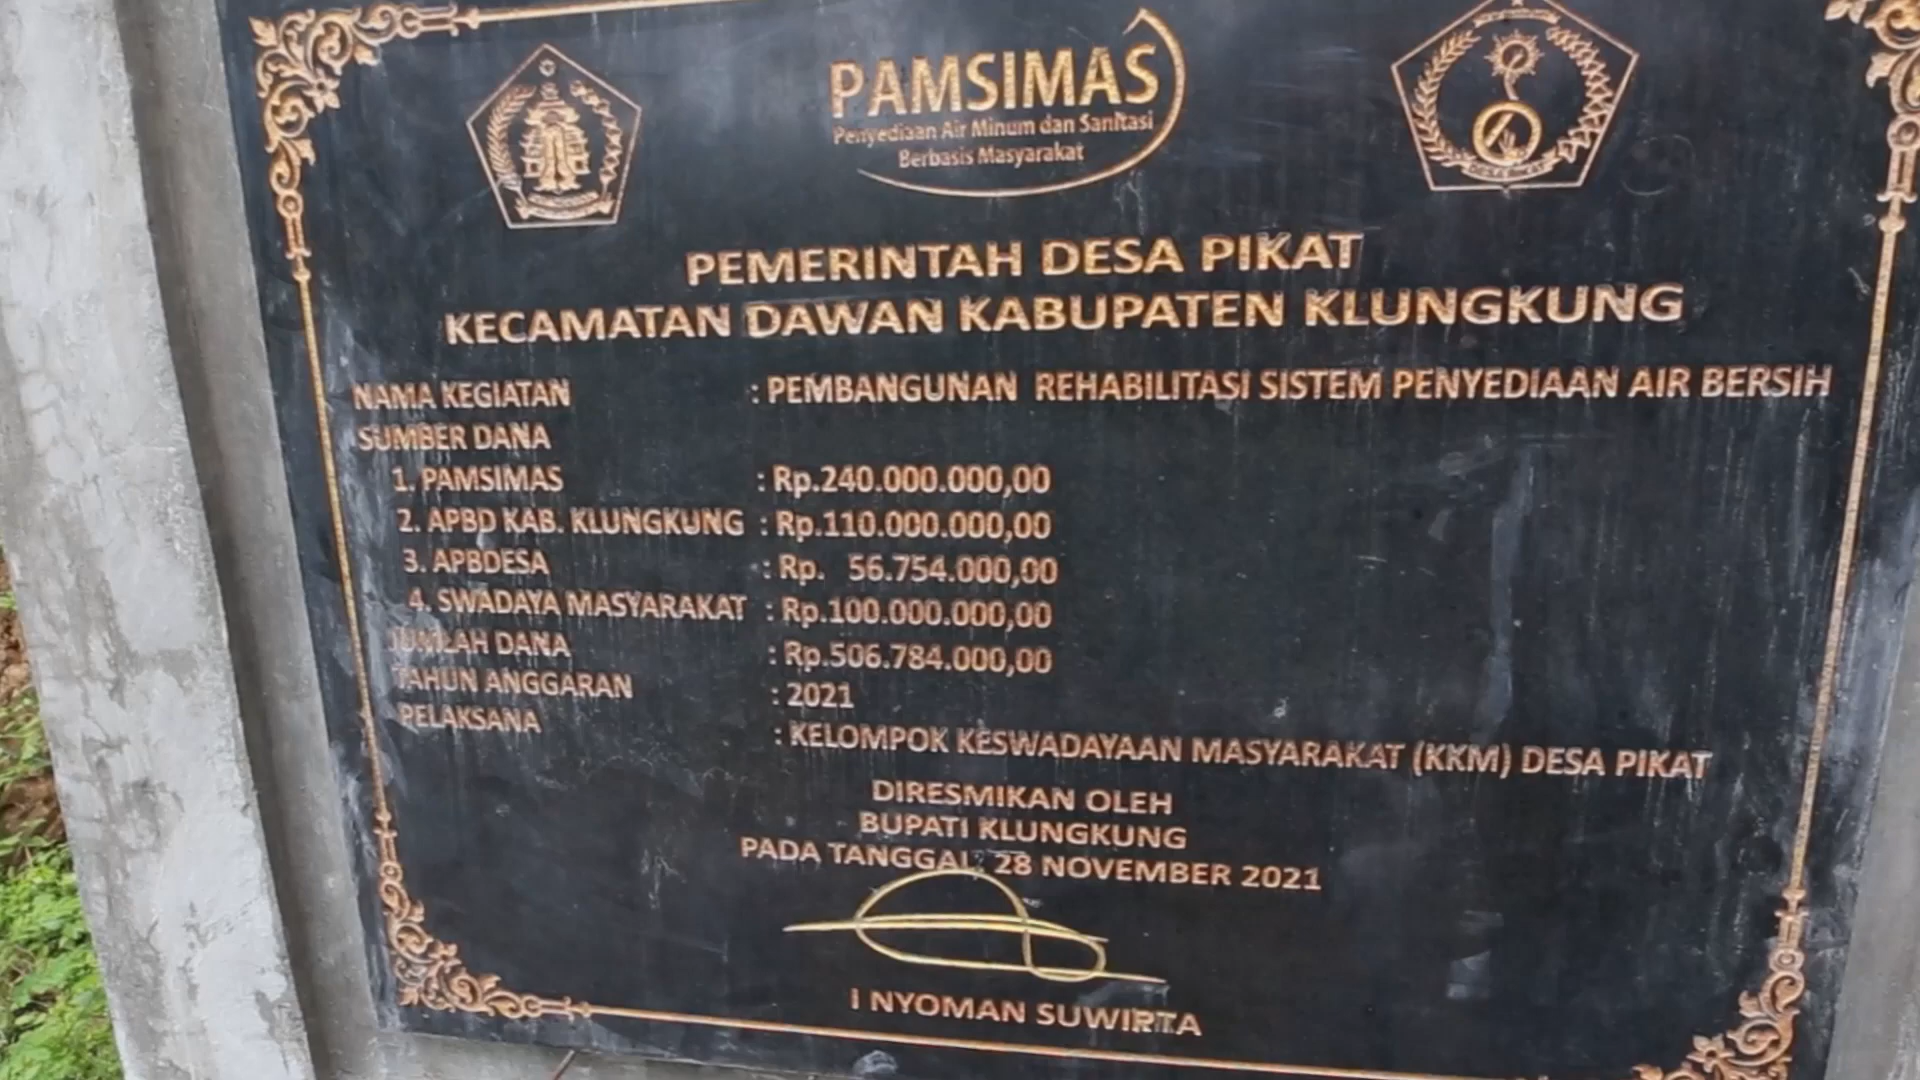 PAMSIMAS
Penyediaan Air Minum dan Sanitasi
Berbasis Masyarakat
PEMERINTAH DESA PIKAT
KECAMATAN DAWAN KABUPATEN KLUNGKUNG
NAMA KEGIATAN : PEMBANGUNAN REHABILITASI SISTEM PENYEDIAAN AIR BERSIH
SUMBER DANA
1. PAMSIMAS : Rp.240.000.000,00
2. APBD KAB. KLUNGKUNG : Rp.110.000.000,00
3. APBDESA : Rp. 56.754.000,00
4. SWADAYA MASYARAKAT : Rp.100.000.000,00
JUMLAH DANA : Rp.506.784.000,00
TAHUN ANGGARAN : 2021
PELAKSANA : KELOMPOK KESWADAYAAN MASYARAKAT (KKM) DESA PIKAT
DIRESMIKAN OLEH
BUPATI KLUNGKUNG
PADA TANGGAL, 28 NOVEMBER 2021
I NYOMAN SUWIRTA